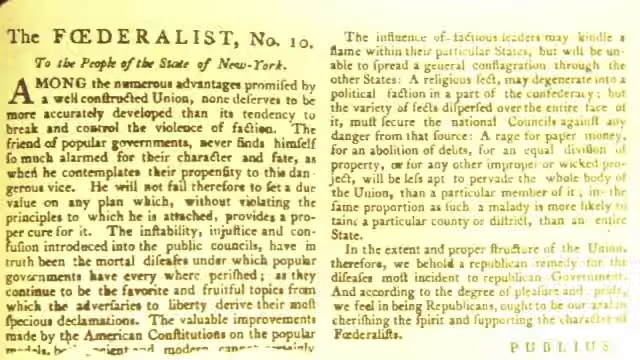 The FŒDERALIST, No. 10.
To the People of the State of New-York.
AMONG the numerous advantages promiſed by
a well conſtructed Union, none deſerves to be
more accurately developed than its tendency to
break and control the violence of faction. The
friend of popular governments, never finds himſelf
ſo much alarmed for their character and fate, as
when he contemplates their propenſity to this dan-
gerous vice. He will not fail therefore to ſet a due
value on any plan which, without violating the
principles to which he is attached, provides a pro-
per cure for it. The inſtability, injuſtice and con-
fuſion introduced into the public councils, have in
truth been the mortal diſeaſes under which popular
governments have every where periſhed; as they
continue to be the favorite and fruitful topics from
which the adverſaries to liberty derive their moſt
ſpecious declamations. The valuable improvements
made by the American Conſtitutions on the popular
models, both ancient and modern cannot certainly
The influence of factious leaders may kindle a
flame within their particular States, but will be un-
able to ſpread a general conflagration through the
other States: A religious ſect, may degenerate into a
political faction in a part of the confederacy; but
the variety of ſects diſperſed over the entire face of
it, muſt ſecure the national Councils againſt any
danger from that ſource: A rage for paper money,
for an abolition of debts, for an equal diviſion of
property, or for any other improper or wicked pro-
ject, will be leſs apt to pervade the whole body of
the Union, than a particular member of it; in the
ſame proportion as ſuch a malady is more likely to
taint a particular county or diſtrict, than an entire
State.
In the extent and proper ſtructure of the Union,
therefore, we behold a republican remedy for the
diſeaſes moſt incident to republican Government.
And according to the degree of pleaſure and pride,
we feel in being Republicans, ought to be our zeal in
cheriſhing the ſpirit and ſupporting the character of
Fœderaliſts.
PUBLIUS.